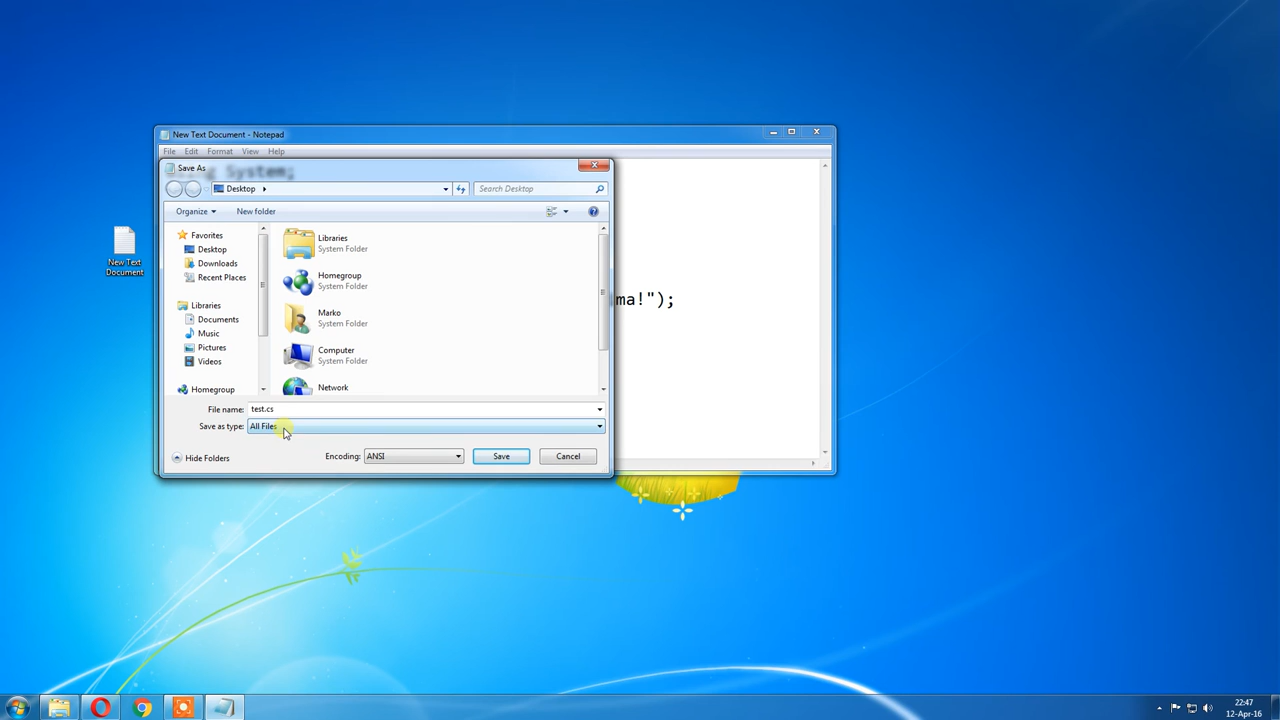 New Text Document - Notepad
File Edit Format View Help
System;
Save As
Desktop
Search Desktop
Organize New folder
Favorites
Desktop
Downloads
Recent Places
Libraries
Documents
Music
Pictures
Videos
Homegroup
Libraries
System Folder
Homegroup
System Folder
Marko
System Folder
Computer
System Folder
Network
ma!");
File name: test.cs
Save as type: All Files
Hide Folders Encoding: ANSI Save Cancel
New Text
Document
22:47
12-Apr-16